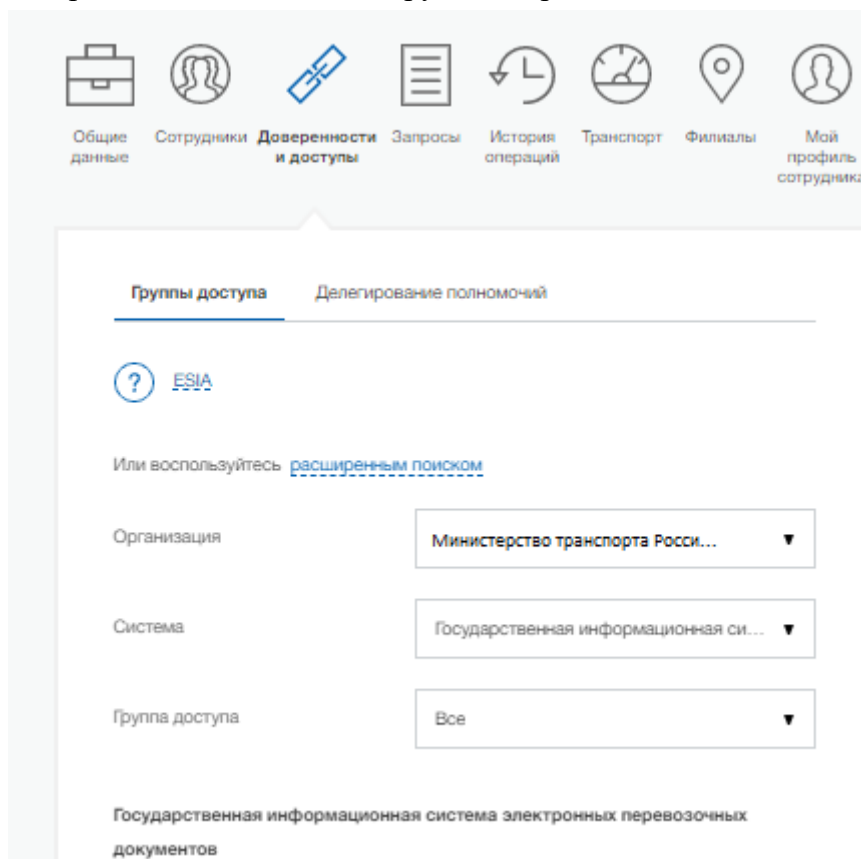 Общие данные
Сотрудники
Доверенности и доступы
Запросы
История операций
Транспорт
Филиалы
Мой профиль сотрудника
Группы доступа
Делегирование полномочий
? ESIA
Или воспользуйтесь расширенным поиском
Организация
Министерство транспорта Росси...
Система
Государственная информационная си...
Группа доступа
Все
Государственная информационная система электронных перевозочных
документов